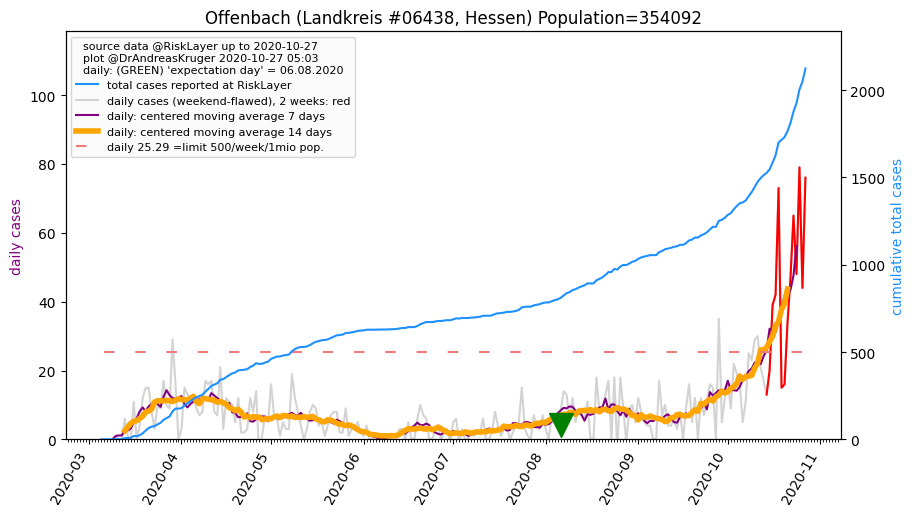 Offenbach (Landkreis #06438, Hessen) Population=354092
source data @RiskLayer up to 2020-10-27
plot @DrAndreasKruger 2020-10-27 05:03
daily: (GREEN) 'expectation day' = 06.08.2020
total cases reported at RiskLayer
daily cases (weekend-flawed), 2 weeks: red
daily: centered moving average 7 days
daily: centered moving average 14 days
daily 25.29 =limit 500/week/1mio pop.
daily cases
100
80
60
40
20
0
cumulative total cases
2000
1500
1000
500
0
2020-03
2020-04
2020-05
2020-06
2020-07
2020-08
2020-09
2020-10
2020-11